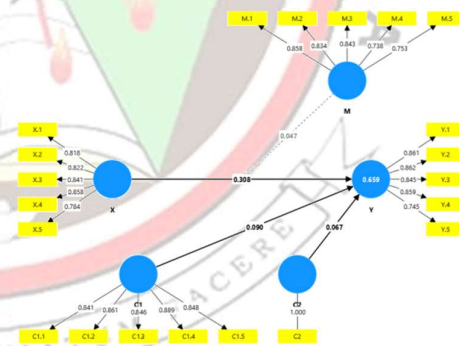 M.1 M.2 M.3 M.4 M.5
0.858 0.834 0.843 0.738 0.753
M
0.047
X.1
X.2
X.3
X.4
X.5
0.818
0.822
0.841
0.858
0.784
X
0.308
0.659
Y
Y.1
Y.2
Y.3
Y.4
Y.5
0.861
0.862
0.845
0.859
0.745
0.090
0.067
C1
0.841 0.861 0.846 0.889 0.848
C1.1 C1.2 C1.3 C1.4 C1.5
C2
1.000
C2
ACERE